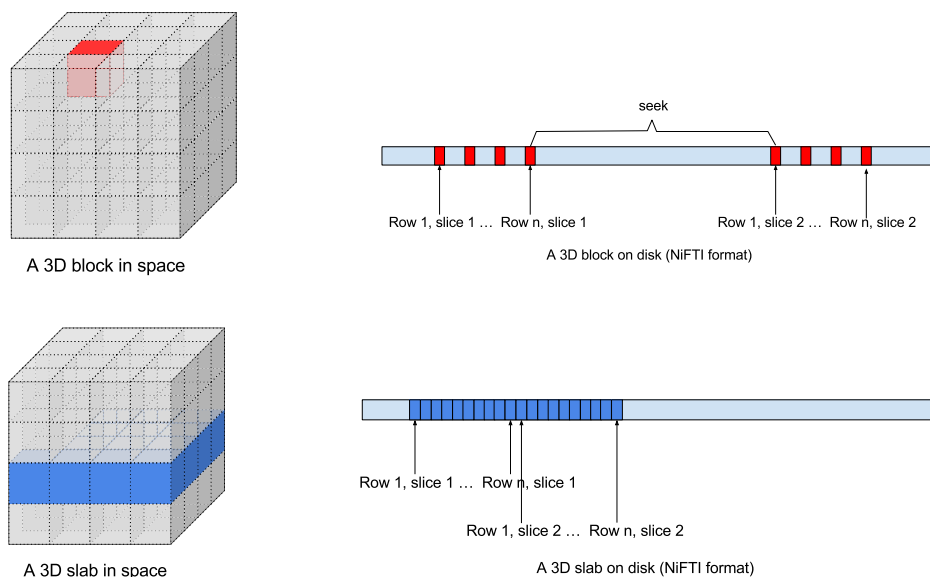 seek
Row 1, slice 1 … Row n, slice 1 Row 1, slice 2 … Row n, slice 2
A 3D block on disk (NiFTI format)
A 3D block in space
Row 1, slice 1 … Row n, slice 1
Row 1, slice 2 … Row n, slice 2
A 3D slab in space
A 3D slab on disk (NiFTI format)